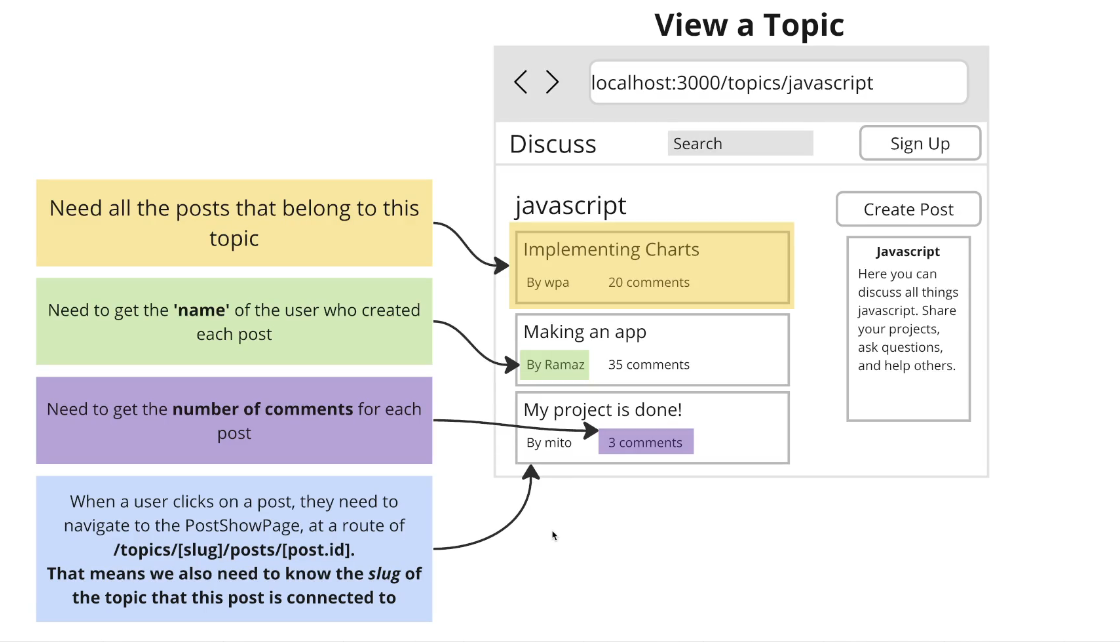 View a Topic
localhost:3000/topics/javascript
Discuss
Search
Sign Up
Need all the posts that belong to this
topic
Need to get the 'name' of the user who created
each post
Need to get the number of comments for each
post
When a user clicks on a post, they need to
navigate to the PostShowPage, at a route of
/topics/[slug]/posts/[post.id].
That means we also need to know the slug of
the topic that this post is connected to
javascript
Implementing Charts
By wpa 20 comments
Making an app
By Ramaz 35 comments
My project is done!
By mito 3 comments
Create Post
Javascript
Here you can
discuss all things
javascript. Share
your projects,
ask questions,
and help others.